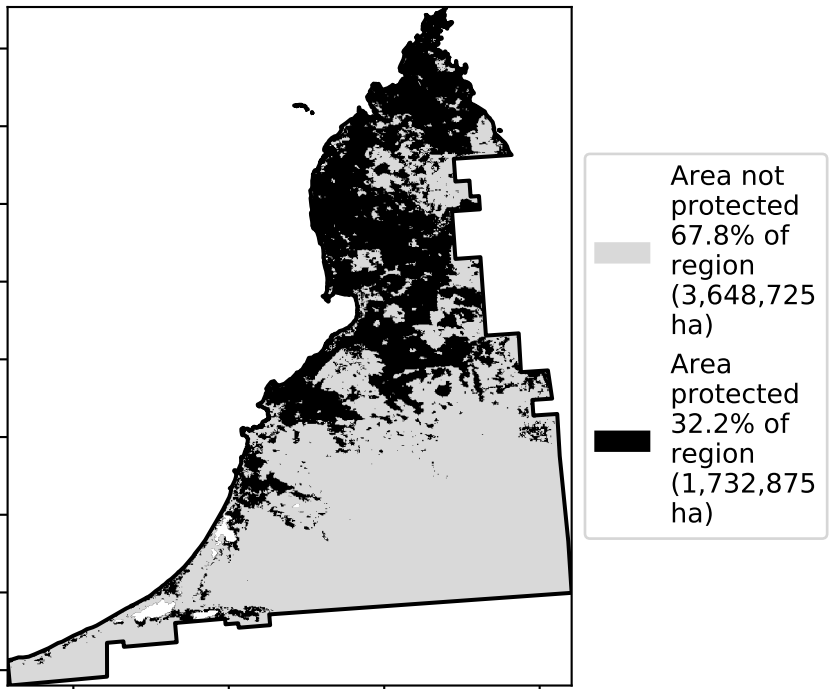 Area not
protected
67.8% of
region
(3,648,725
ha)
Area
protected
32.2% of
region
(1,732,875
ha)